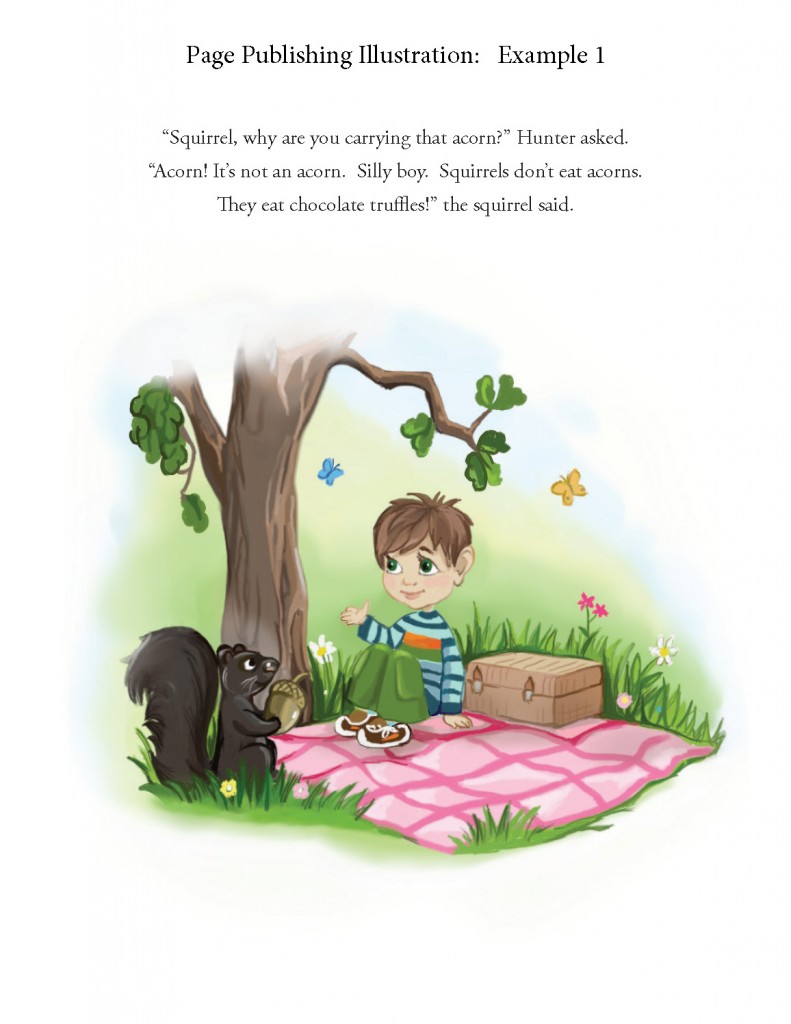 Page Publishing Illustration:   Example 1
“Squirrel, why are you carrying that acorn?” Hunter asked.
“Acorn! It’s not an acorn.  Silly boy.  Squirrels don’t eat acorns.
They eat chocolate truffles!” the squirrel said.